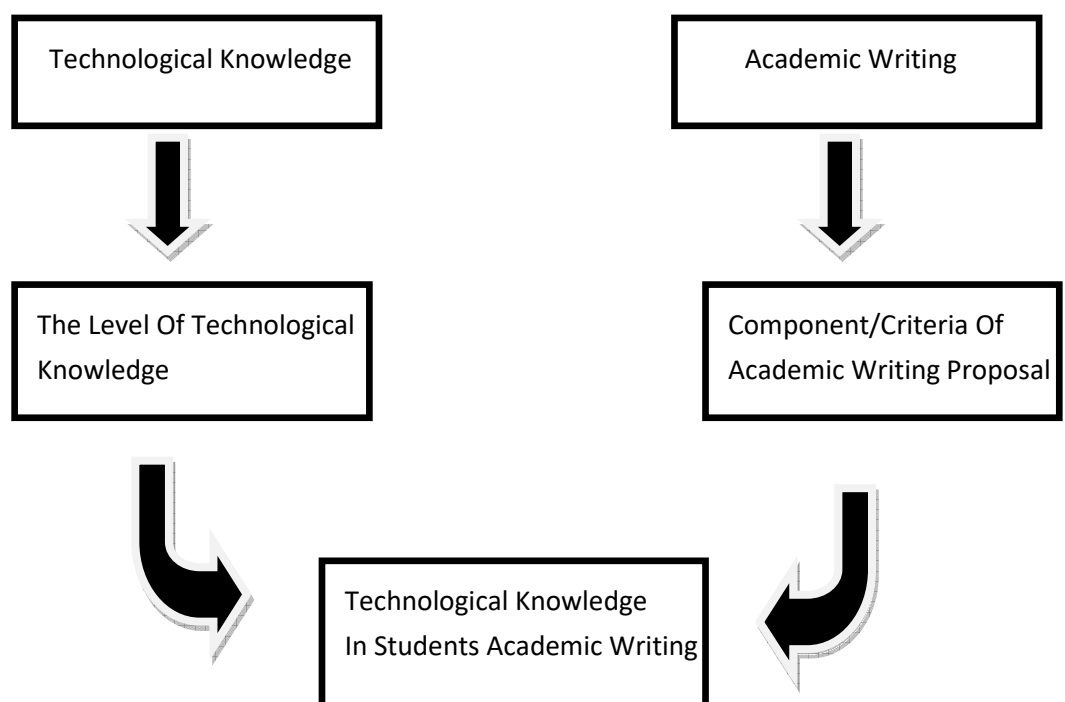 Technological Knowledge
Academic Writing
The Level Of Technological
Knowledge
Component/Criteria Of
Academic Writing Proposal
Technological Knowledge
In Students Academic Writing